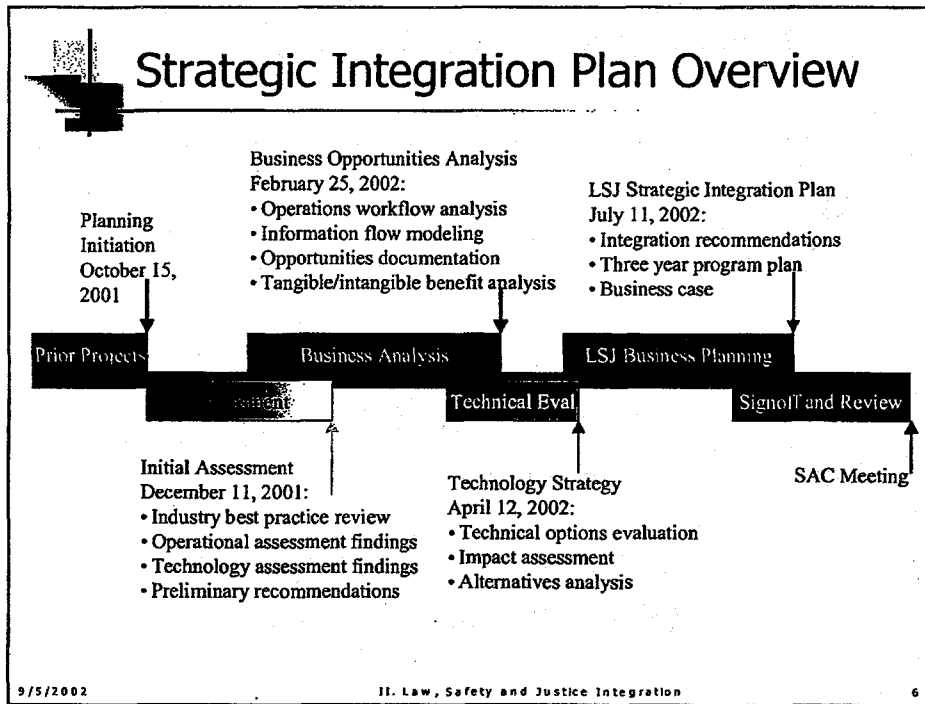 Strategic Integration Plan Overview
Planning
Initiation
October 15,
2001
Business Opportunities Analysis
February 25, 2002:
• Operations workflow analysis
• Information flow modeling
• Opportunities documentation
• Tangible/intangible benefit analysis
LSJ Strategic Integration Plan
July 11, 2002:
• Integration recommendations
• Three year program plan
• Business case
Prior Projects
Business Analysis
LSJ Business Planning
Technical Eval
Signoff and Review
Initial Assessment
December 11, 2001:
• Industry best practice review
• Operational assessment findings
• Technology assessment findings
• Preliminary recommendations
Technology Strategy
April 12, 2002:
• Technical options evaluation
• Impact assessment
• Alternatives analysis
SAC Meeting
9/5/2002
II. Law, Safety and Justice Integration
6